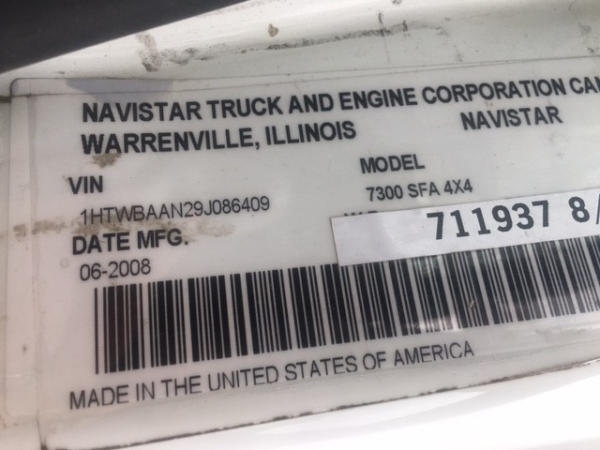 NAVISTAR TRUCK AND ENGINE CORPORATION
WARRENVILLE, ILLINOIS NAVISTAR
VIN MODEL
1HTWBAAN29J086409 7300 SFA 4X4
DATE MFG.
711937 8/
06-2008
MADE IN THE UNITED STATES OF AMERICA